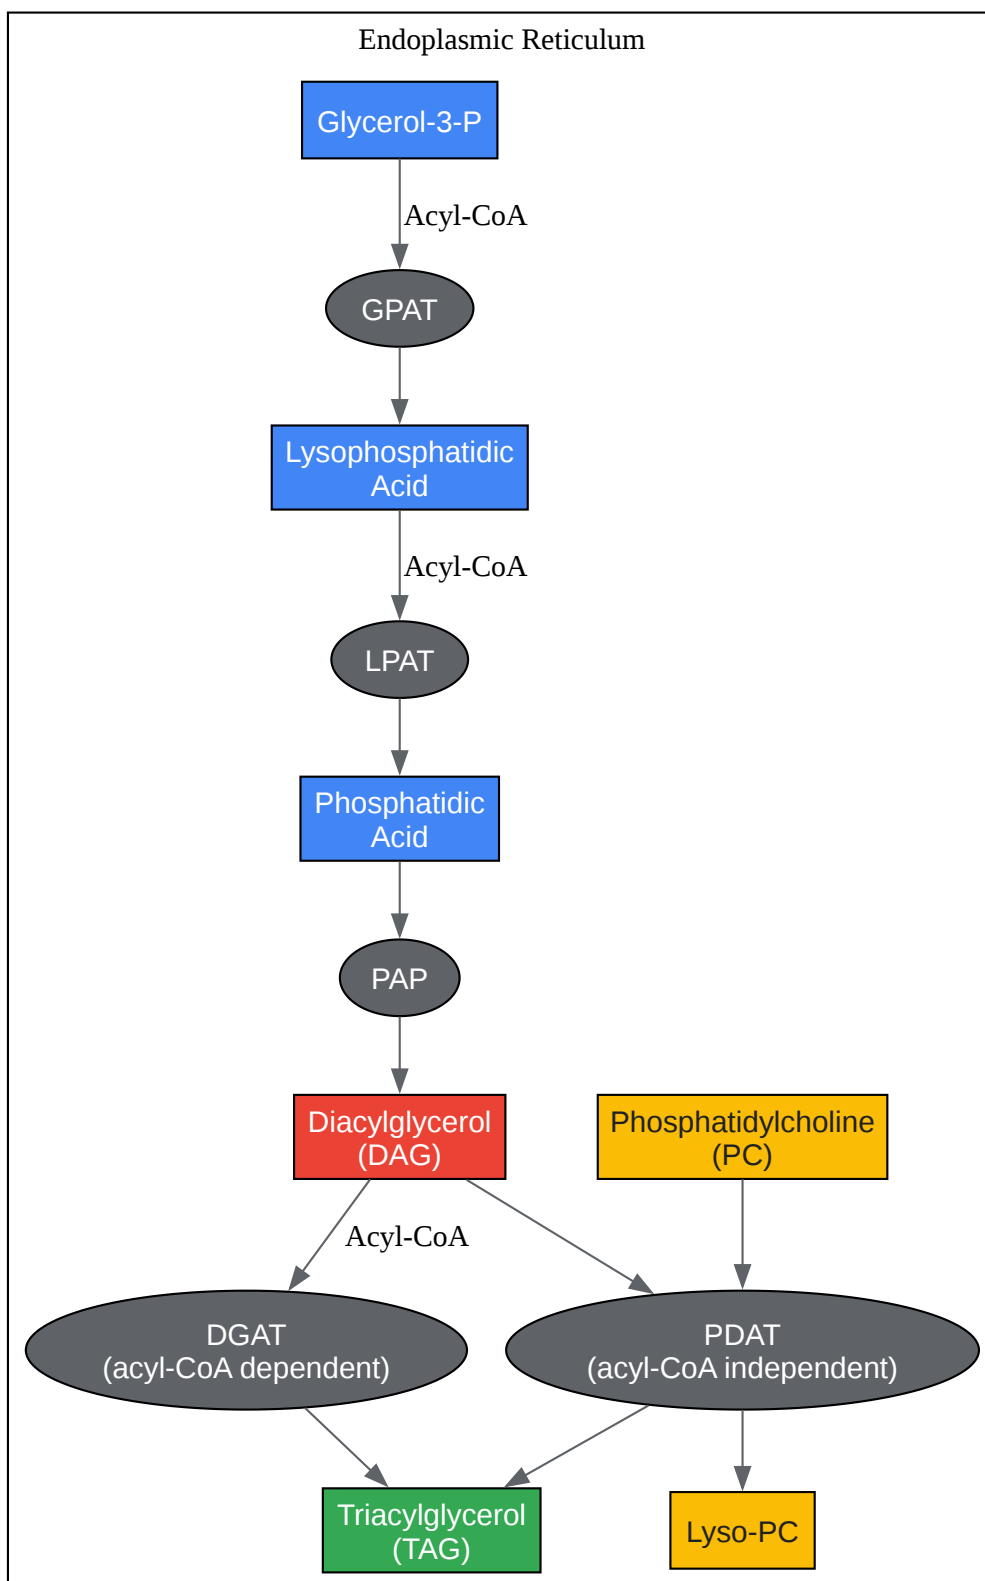 Endoplasmic Reticulum
Glycerol-3-P
Acyl-CoA
GPAT
Lysophosphatidic
Acid
Acyl-CoA
LPAT
Phosphatidic
Acid
PAP
Diacylglycerol
(DAG)
Phosphatidylcholine
(PC)
Acyl-CoA
DGAT
(acyl-CoA dependent)
PDAT
(acyl-CoA independent)
Triacylglycerol
(TAG)
Lyso-PC